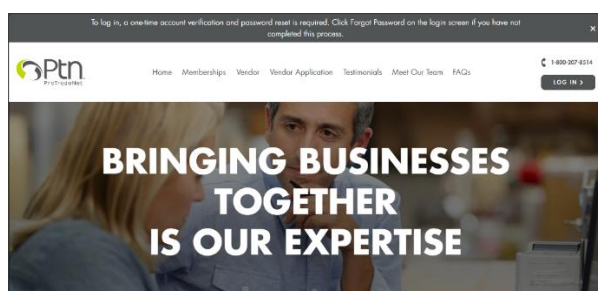 To log in, a one-time account verification and password reset is required. Click Forgot Password on the login screen if you have not
completed this process.
×
Ptn
ProTradeNet
Home Memberships Vendor Vendor Application Testimonials Meet Our Team FAQs
1-800-207-8514
LOG IN >
BRINGING BUSINESSES
TOGETHER
IS OUR EXPERTISE